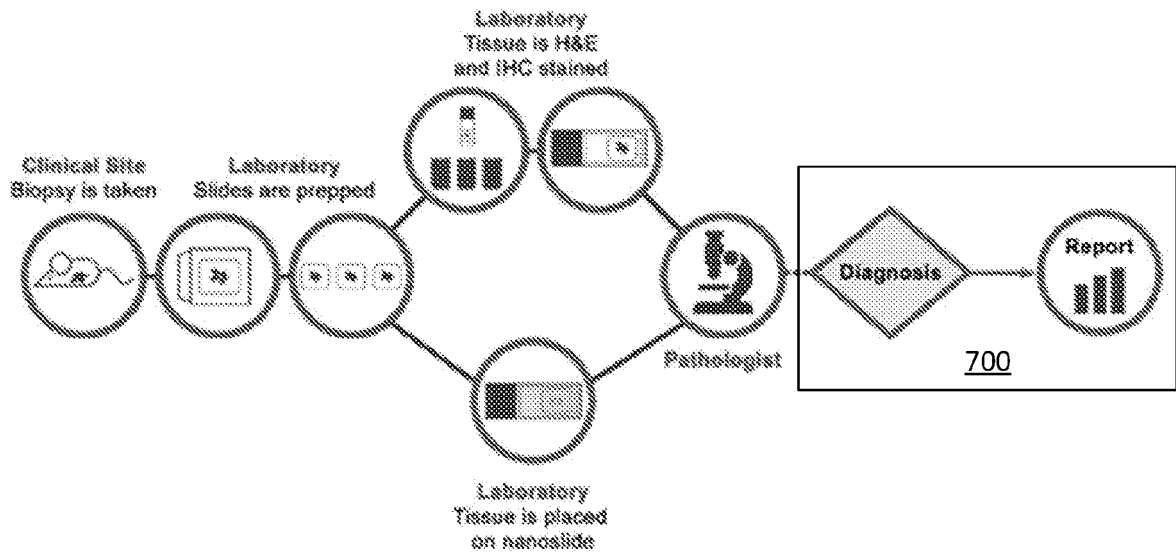 Laboratory
Tissue is H&E
and IHC stained
Clinical Site
Biopsy is taken
Laboratory
Slides are prepped
Pathologist
Diagnosis
Report
700
Laboratory
Tissue is placed
on nanoslide